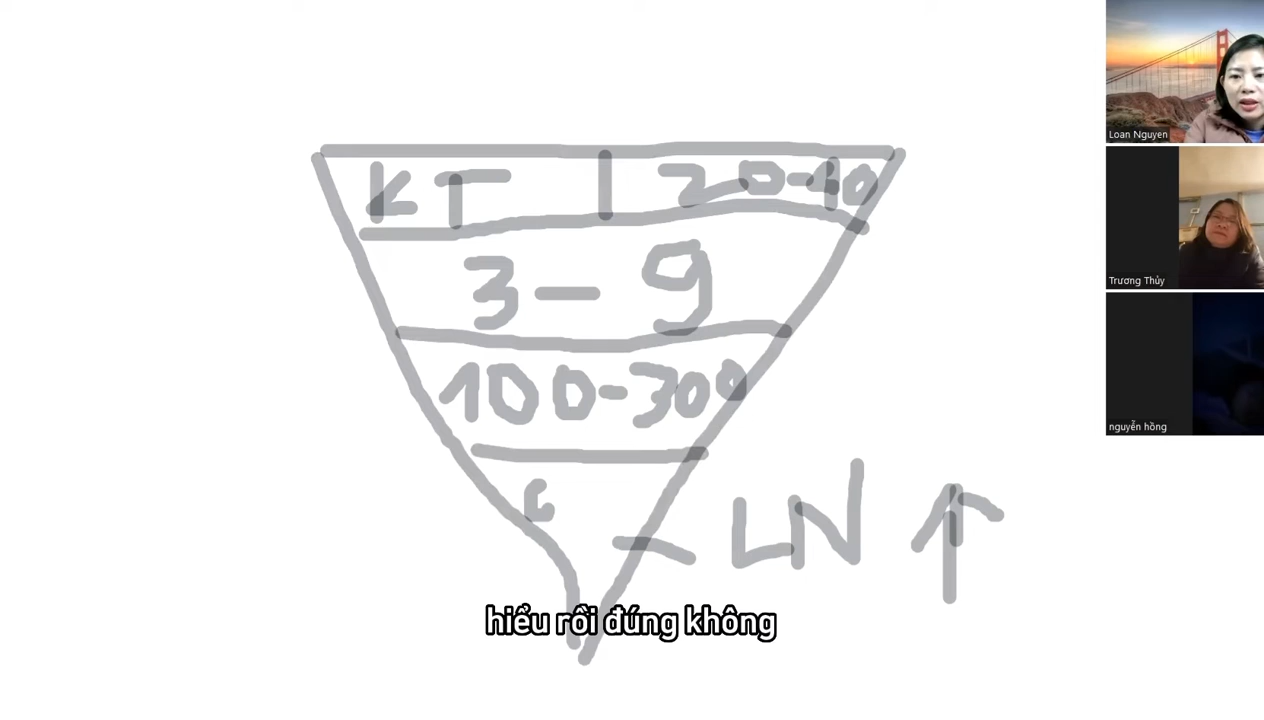 KT | 20-40
3 - 9
100-300
c
LN ↑
hiểu rồi đúng không
Loan Nguyen
Trương Thủy
nguyễn hồng